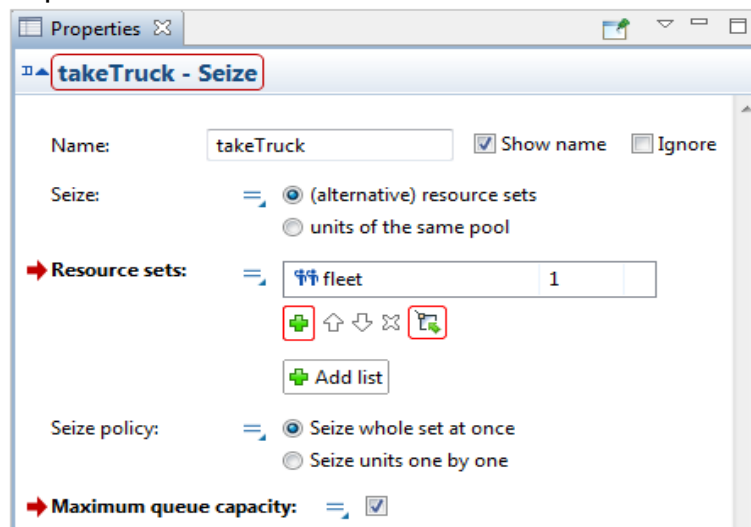 Properties
takeTruck - Seize
Name: takeTruck Show name Ignore
Seize: (alternative) resource sets
units of the same pool
Resource sets: fleet 1
Add list
Seize policy: Seize whole set at once
Seize units one by one
Maximum queue capacity: